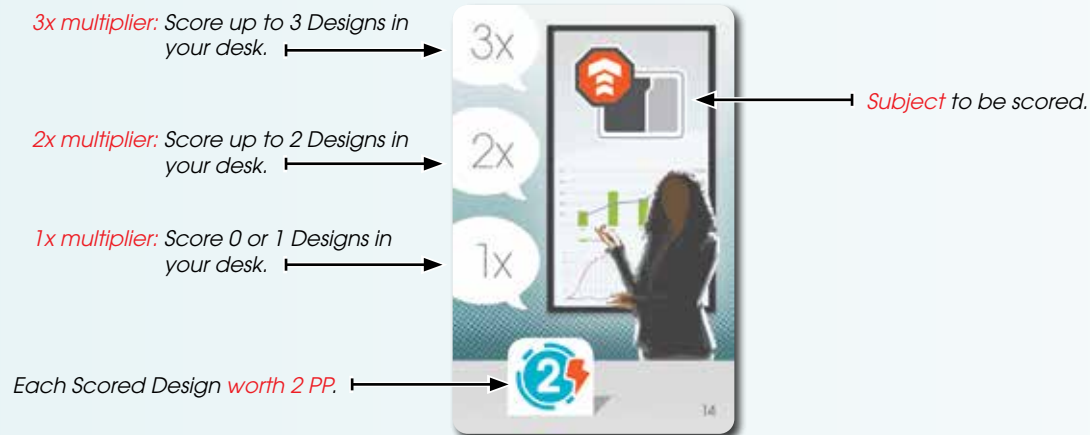 3x multiplier: Score up to 3 Designs in
your desk.
3x
Subject to be scored.
2x multiplier: Score up to 2 Designs in
your desk.
2x
1x multiplier: Score 0 or 1 Designs in
your desk.
1x
Each Scored Design worth 2 PP.
2
14